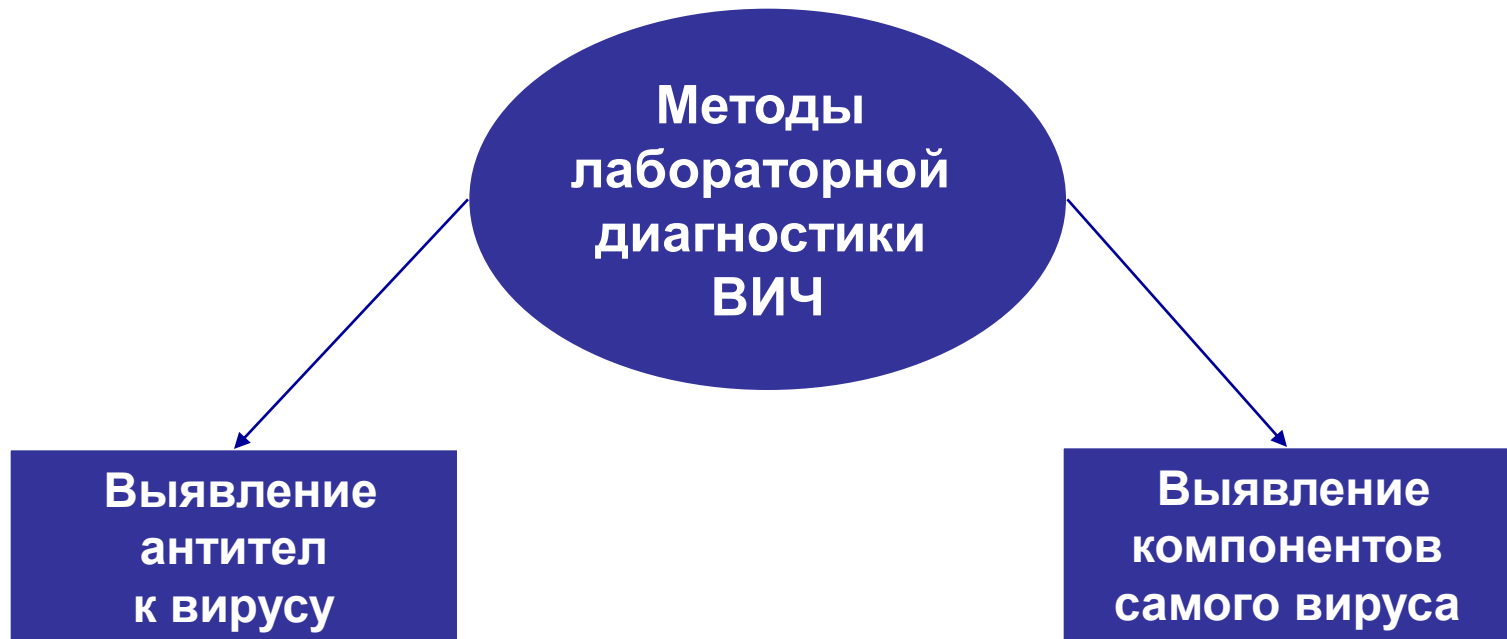 Методы
лабораторной
диагностики
ВИЧ
Выявление
антител
к вирусу
Выявление
компонентов
самого вируса